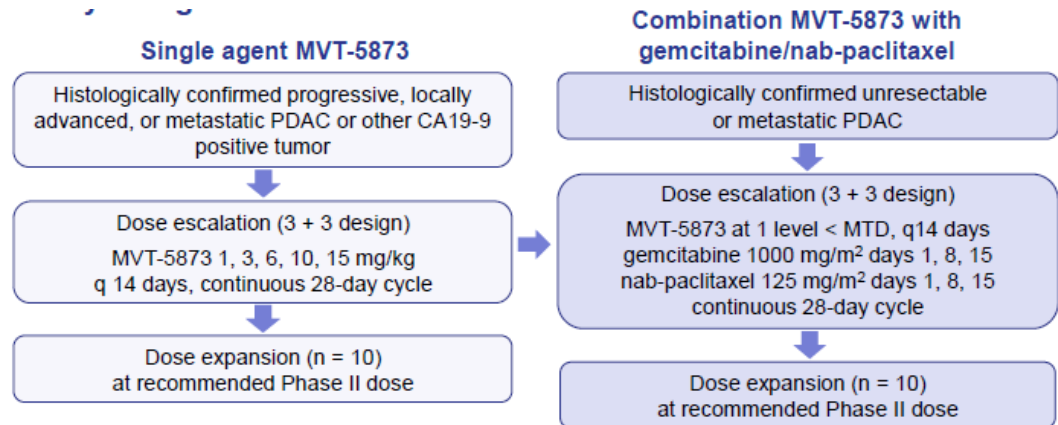 Single agent MVT-5873
Histologically confirmed progressive, locally
advanced, or metastatic PDAC or other CA19-9
positive tumor
Dose escalation (3 + 3 design)
MVT-5873 1, 3, 6, 10, 15 mg/kg
q 14 days, continuous 28-day cycle
Dose expansion (n = 10)
at recommended Phase II dose
Combination MVT-5873 with
gemcitabine/nab-paclitaxel
Histologically confirmed unresectable
or metastatic PDAC
Dose escalation (3 + 3 design)
MVT-5873 at 1 level < MTD, q14 days
gemcitabine 1000 mg/m² days 1, 8, 15
nab-paclitaxel 125 mg/m² days 1, 8, 15
continuous 28-day cycle
Dose expansion (n = 10)
at recommended Phase II dose